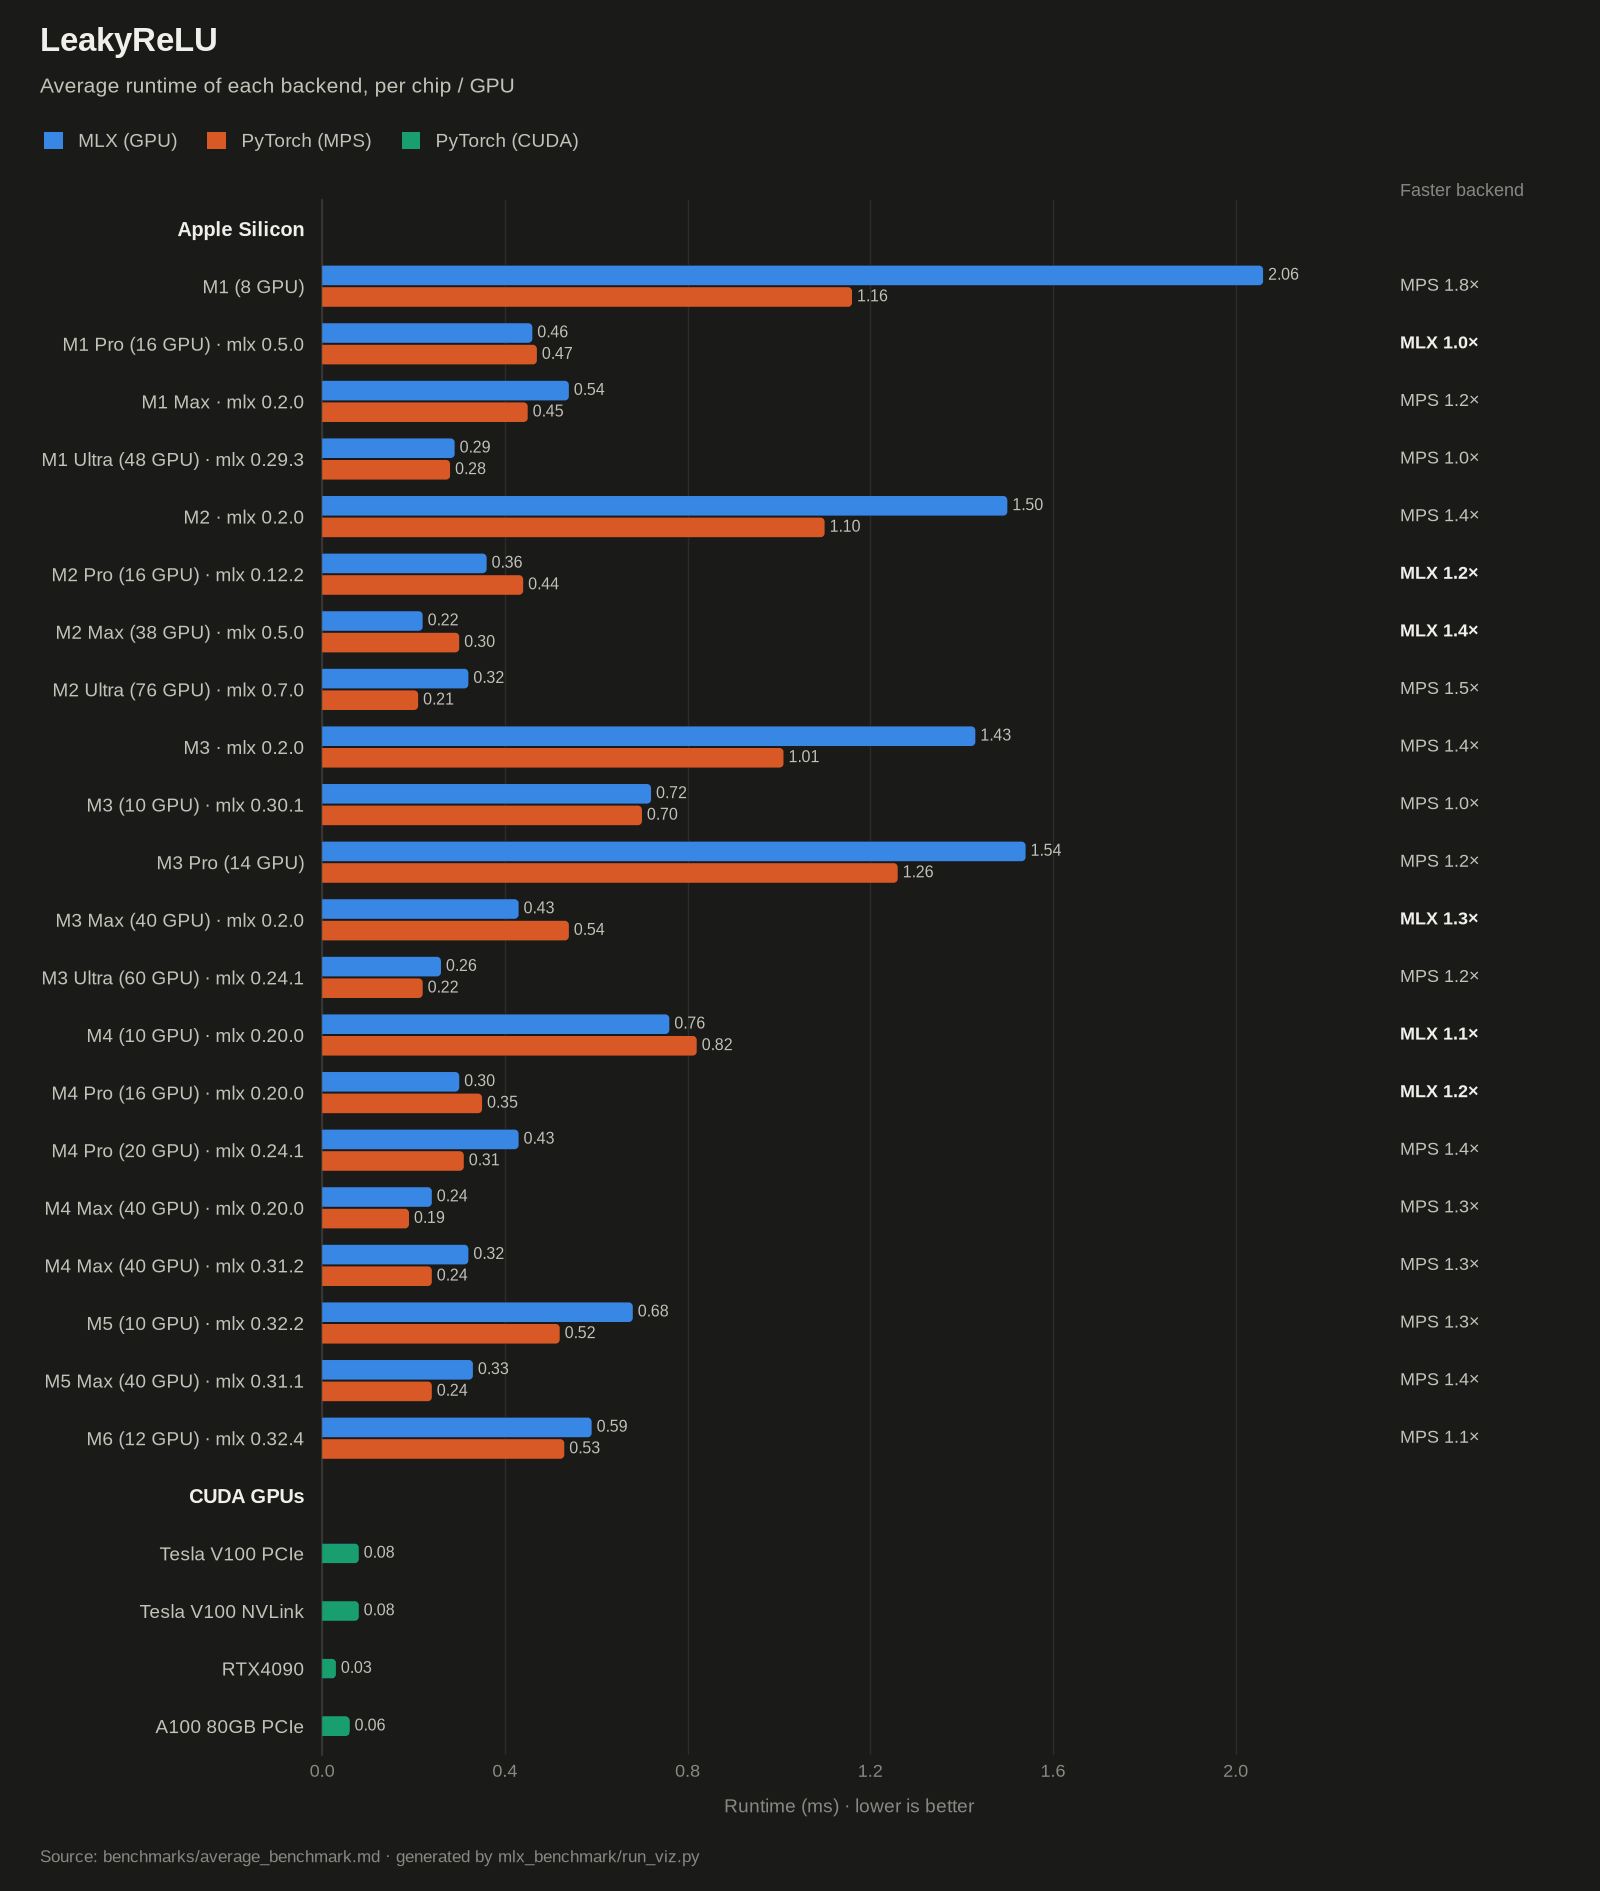 LeakyReLU
Average runtime of each backend, per chip / GPU
MLX (GPU) PyTorch (MPS) PyTorch (CUDA)
Faster backend
Apple Silicon
M1 (8 GPU) 2.06 1.16 MPS 1.8×
M1 Pro (16 GPU) · mlx 0.5.0 0.46 0.47 MLX 1.0×
M1 Max · mlx 0.2.0 0.54 0.45 MPS 1.2×
M1 Ultra (48 GPU) · mlx 0.29.3 0.29 0.28 MPS 1.0×
M2 · mlx 0.2.0 1.50 1.10 MPS 1.4×
M2 Pro (16 GPU) · mlx 0.12.2 0.36 0.44 MLX 1.2×
M2 Max (38 GPU) · mlx 0.5.0 0.22 0.30 MLX 1.4×
M2 Ultra (76 GPU) · mlx 0.7.0 0.32 0.21 MPS 1.5×
M3 · mlx 0.2.0 1.43 1.01 MPS 1.4×
M3 (10 GPU) · mlx 0.30.1 0.72 0.70 MPS 1.0×
M3 Pro (14 GPU) 1.54 1.26 MPS 1.2×
M3 Max (40 GPU) · mlx 0.2.0 0.43 0.54 MLX 1.3×
M3 Ultra (60 GPU) · mlx 0.24.1 0.26 0.22 MPS 1.2×
M4 (10 GPU) · mlx 0.20.0 0.76 0.82 MLX 1.1×
M4 Pro (16 GPU) · mlx 0.20.0 0.30 0.35 MLX 1.2×
M4 Pro (20 GPU) · mlx 0.24.1 0.43 0.31 MPS 1.4×
M4 Max (40 GPU) · mlx 0.20.0 0.24 0.19 MPS 1.3×
M4 Max (40 GPU) · mlx 0.31.2 0.32 0.24 MPS 1.3×
M5 (10 GPU) · mlx 0.32.2 0.68 0.52 MPS 1.3×
M5 Max (40 GPU) · mlx 0.31.1 0.33 0.24 MPS 1.4×
M6 (12 GPU) · mlx 0.32.4 0.59 0.53 MPS 1.1×
CUDA GPUs
Tesla V100 PCIe 0.08
Tesla V100 NVLink 0.08
RTX4090 0.03
A100 80GB PCIe 0.06
0.0 0.4 0.8 1.2 1.6 2.0
Runtime (ms) · lower is better
Source: benchmarks/average_benchmark.md · generated by mlx_benchmark/run_viz.py